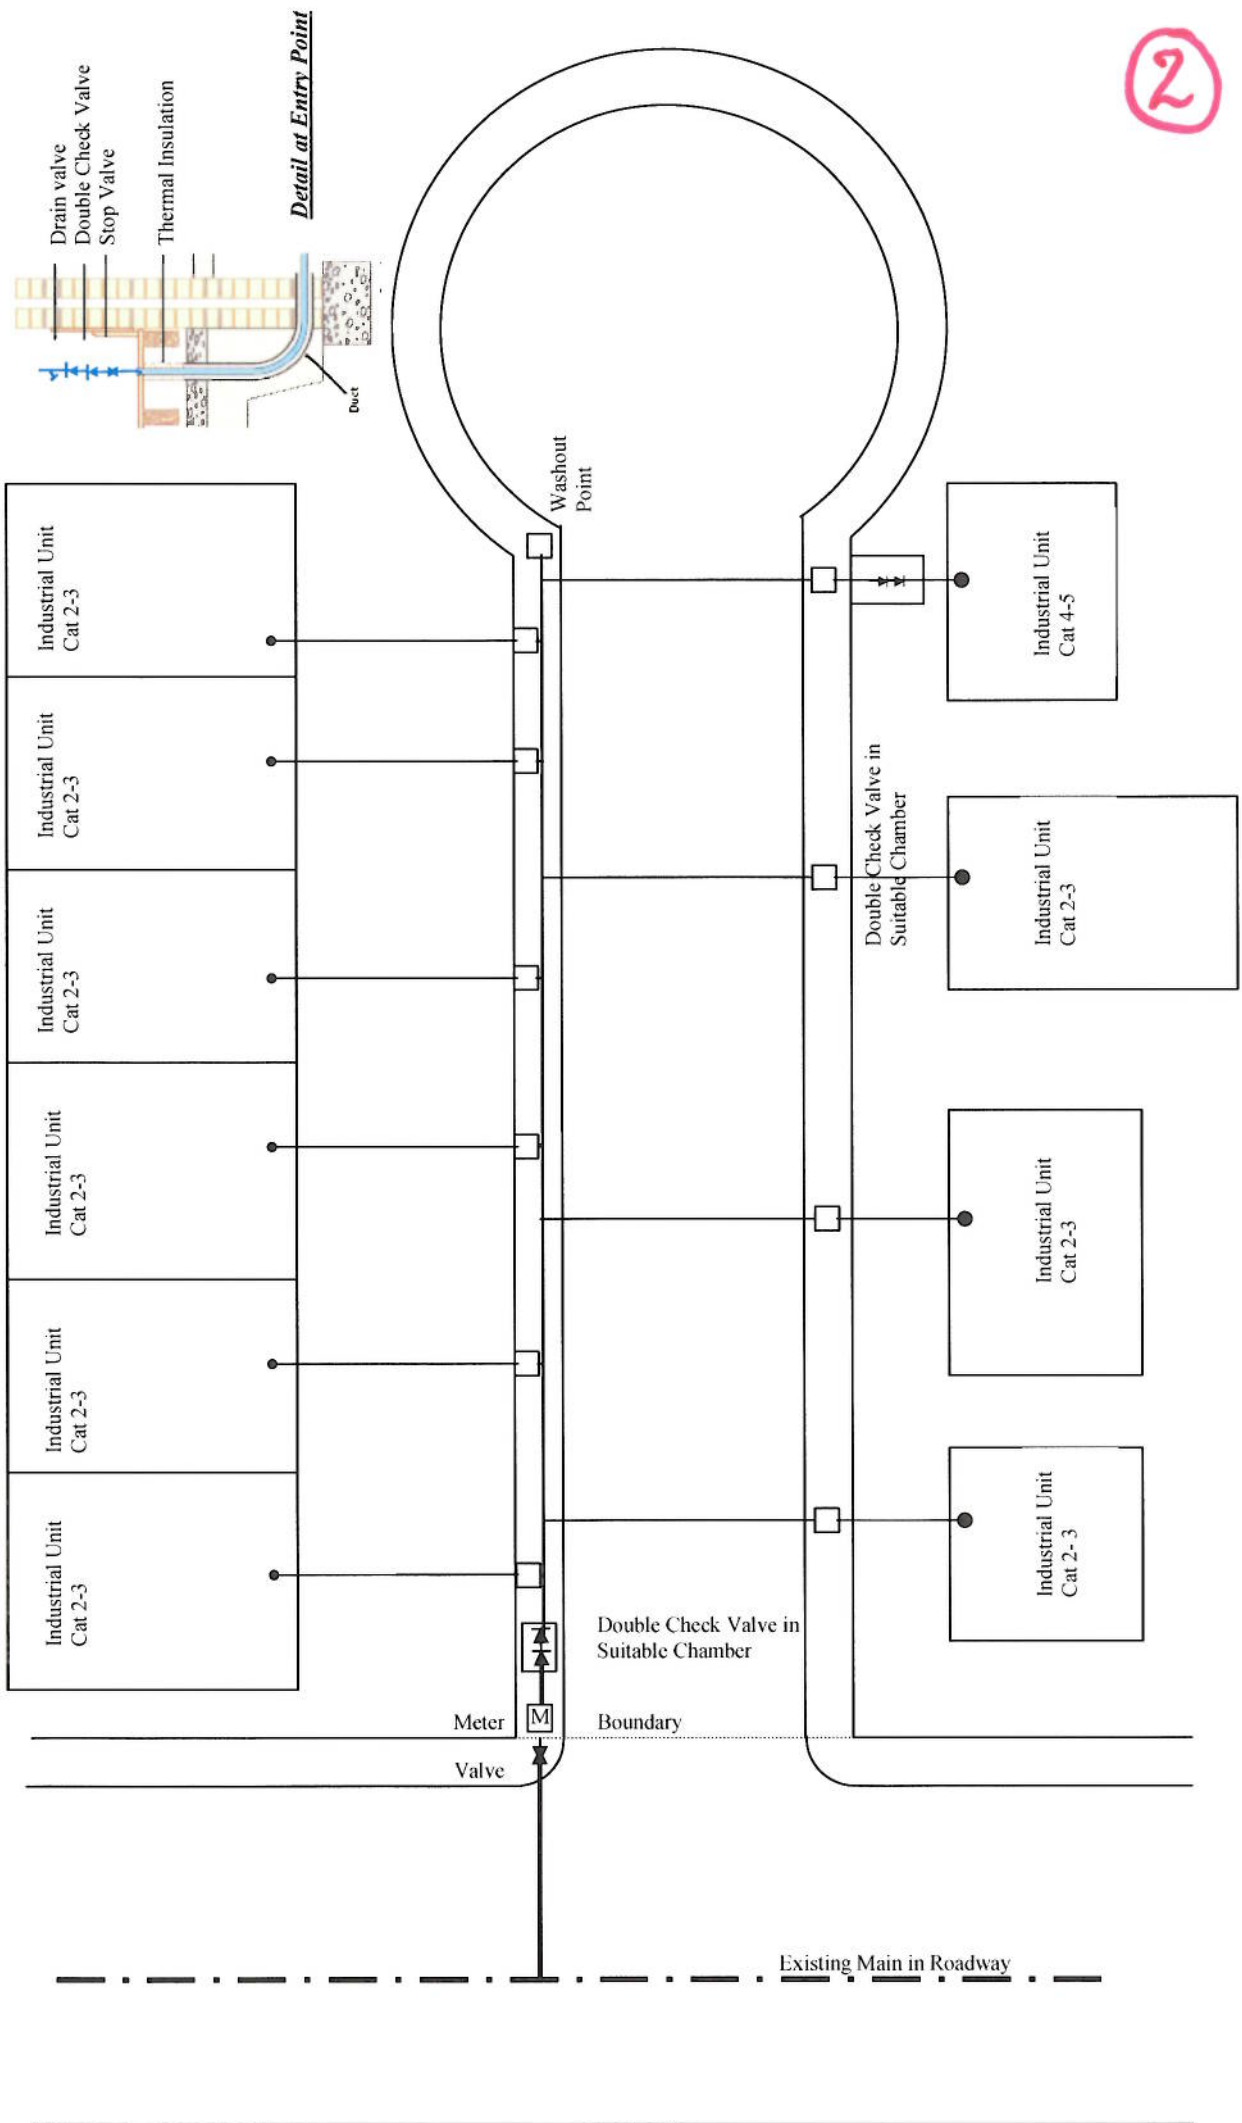 2
Drain valve
Double Check Valve
Stop Valve
Thermal Insulation
Detail at Entry Point
Duct
Industrial Unit
Cat 2-3
Industrial Unit
Cat 2-3
Industrial Unit
Cat 2-3
Industrial Unit
Cat 2-3
Industrial Unit
Cat 2-3
Industrial Unit
Cat 2-3
Washout
Point
Industrial Unit
Cat 4-5
Double Check Valve in
Suitable Chamber
Industrial Unit
Cat 2-3
Industrial Unit
Cat 2-3
Industrial Unit
Cat 2- 3
Double Check Valve in
Suitable Chamber
Meter
M
Boundary
Valve
Existing Main in Roadway